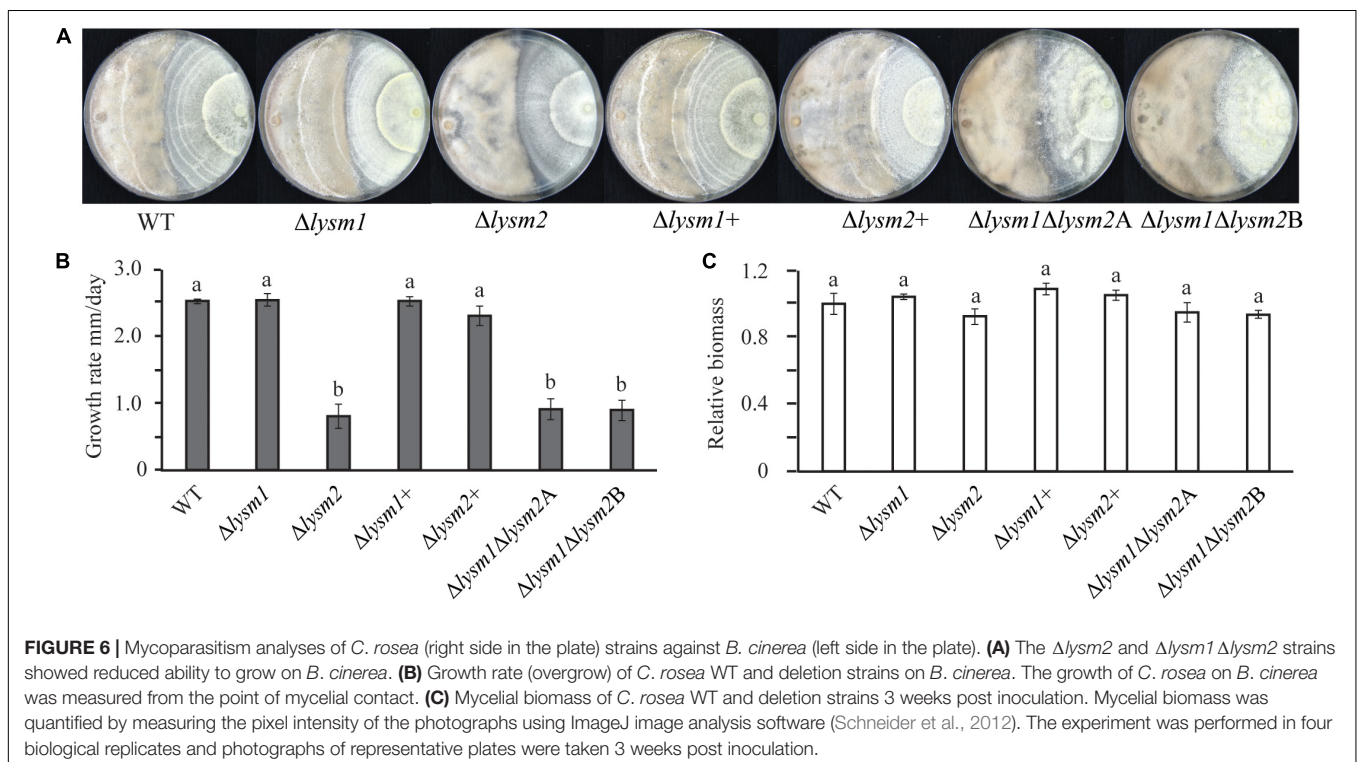 A
WT Δlysm1 Δlysm2 Δlysm1+ Δlysm2+ Δlysm1Δlysm2A Δlysm1Δlysm2B
B
Growth rate mm/day
3.0
2.0
1.0
0
a a b a a b b
WT Δlysm1 Δlysm2 Δlysm1+ Δlysm2+ Δlysm1Δlysm2A Δlysm1Δlysm2B
C
Relative biomass
1.2
0.8
0.4
0
a a a a a a a
WT Δlysm1 Δlysm2 Δlysm1+ Δlysm2+ Δlysm1Δlysm2A Δlysm1Δlysm2B
FIGURE 6 | Mycoparasitism analyses of C. rosea (right side in the plate) strains against B. cinerea (left side in the plate). (A) The Δlysm2 and Δlysm1Δlysm2 strains
showed reduced ability to grow on B. cinerea. (B) Growth rate (overgrow) of C. rosea WT and deletion strains on B. cinerea. The growth of C. rosea on B. cinerea
was measured from the point of mycelial contact. (C) Mycelial biomass of C. rosea WT and deletion strains 3 weeks post inoculation. Mycelial biomass was
quantified by measuring the pixel intensity of the photographs using ImageJ image analysis software (Schneider et al., 2012). The experiment was performed in four
biological replicates and photographs of representative plates were taken 3 weeks post inoculation.